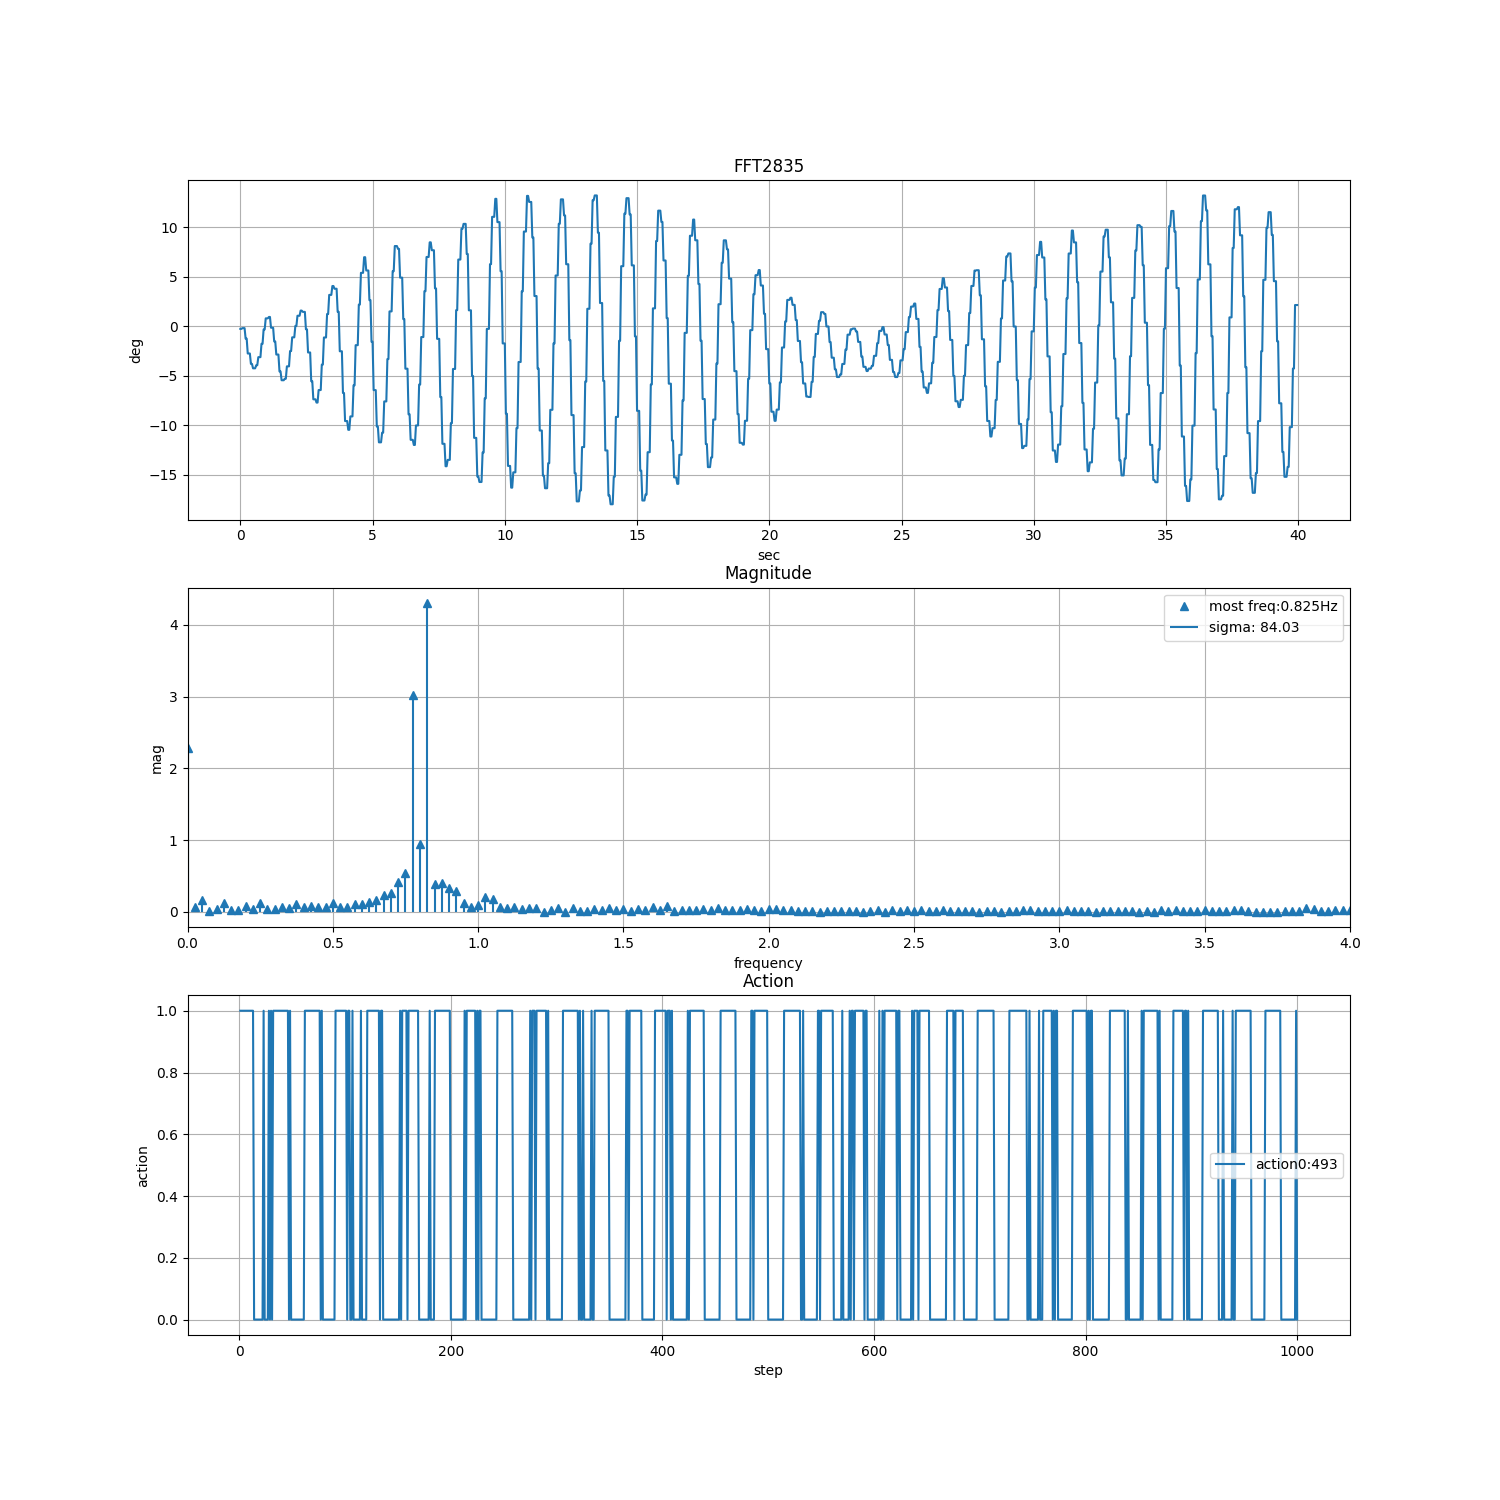 FFT2835
10
5
0
−5
−10
−15
deg
0 5 10 15 20 25 30 35 40
sec
Magnitude
most freq:0.825Hz
sigma: 84.03
4
3
2
1
0
mag
0.0 0.5 1.0 1.5 2.0 2.5 3.0 3.5 4.0
frequency
Action
1.0
0.8
0.6
0.4
0.2
0.0
action
action0:493
0 200 400 600 800 1000
step